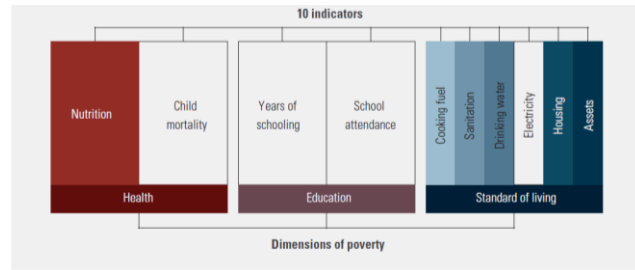 10 indicators
Nutrition
Child
mortality
Years of
schooling
School
attendance
Cooking fuel
Sanitation
Drinking water
Electricity
Housing
Assets
Health
Education
Standard of living
Dimensions of poverty